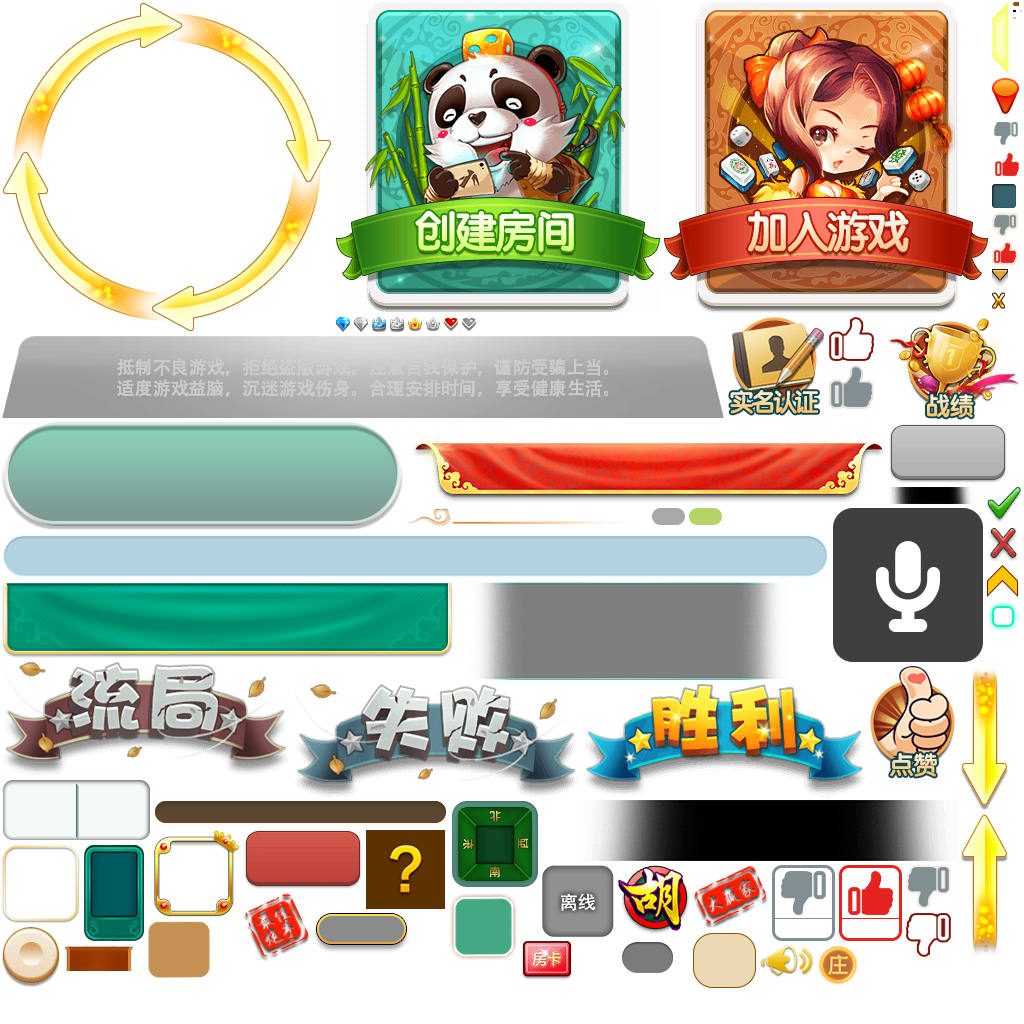 创建房间
加入游戏
抵制不良游戏，拒绝盗版游戏。注意自我保护，谨防受骗上当。
适度游戏益脑，沉迷游戏伤身。合理安排时间，享受健康生活。
实名认证
1
战绩
流局
失败
胜利
点赞
?
北
东
西
南
离线
胡
大赢家
房卡
庄